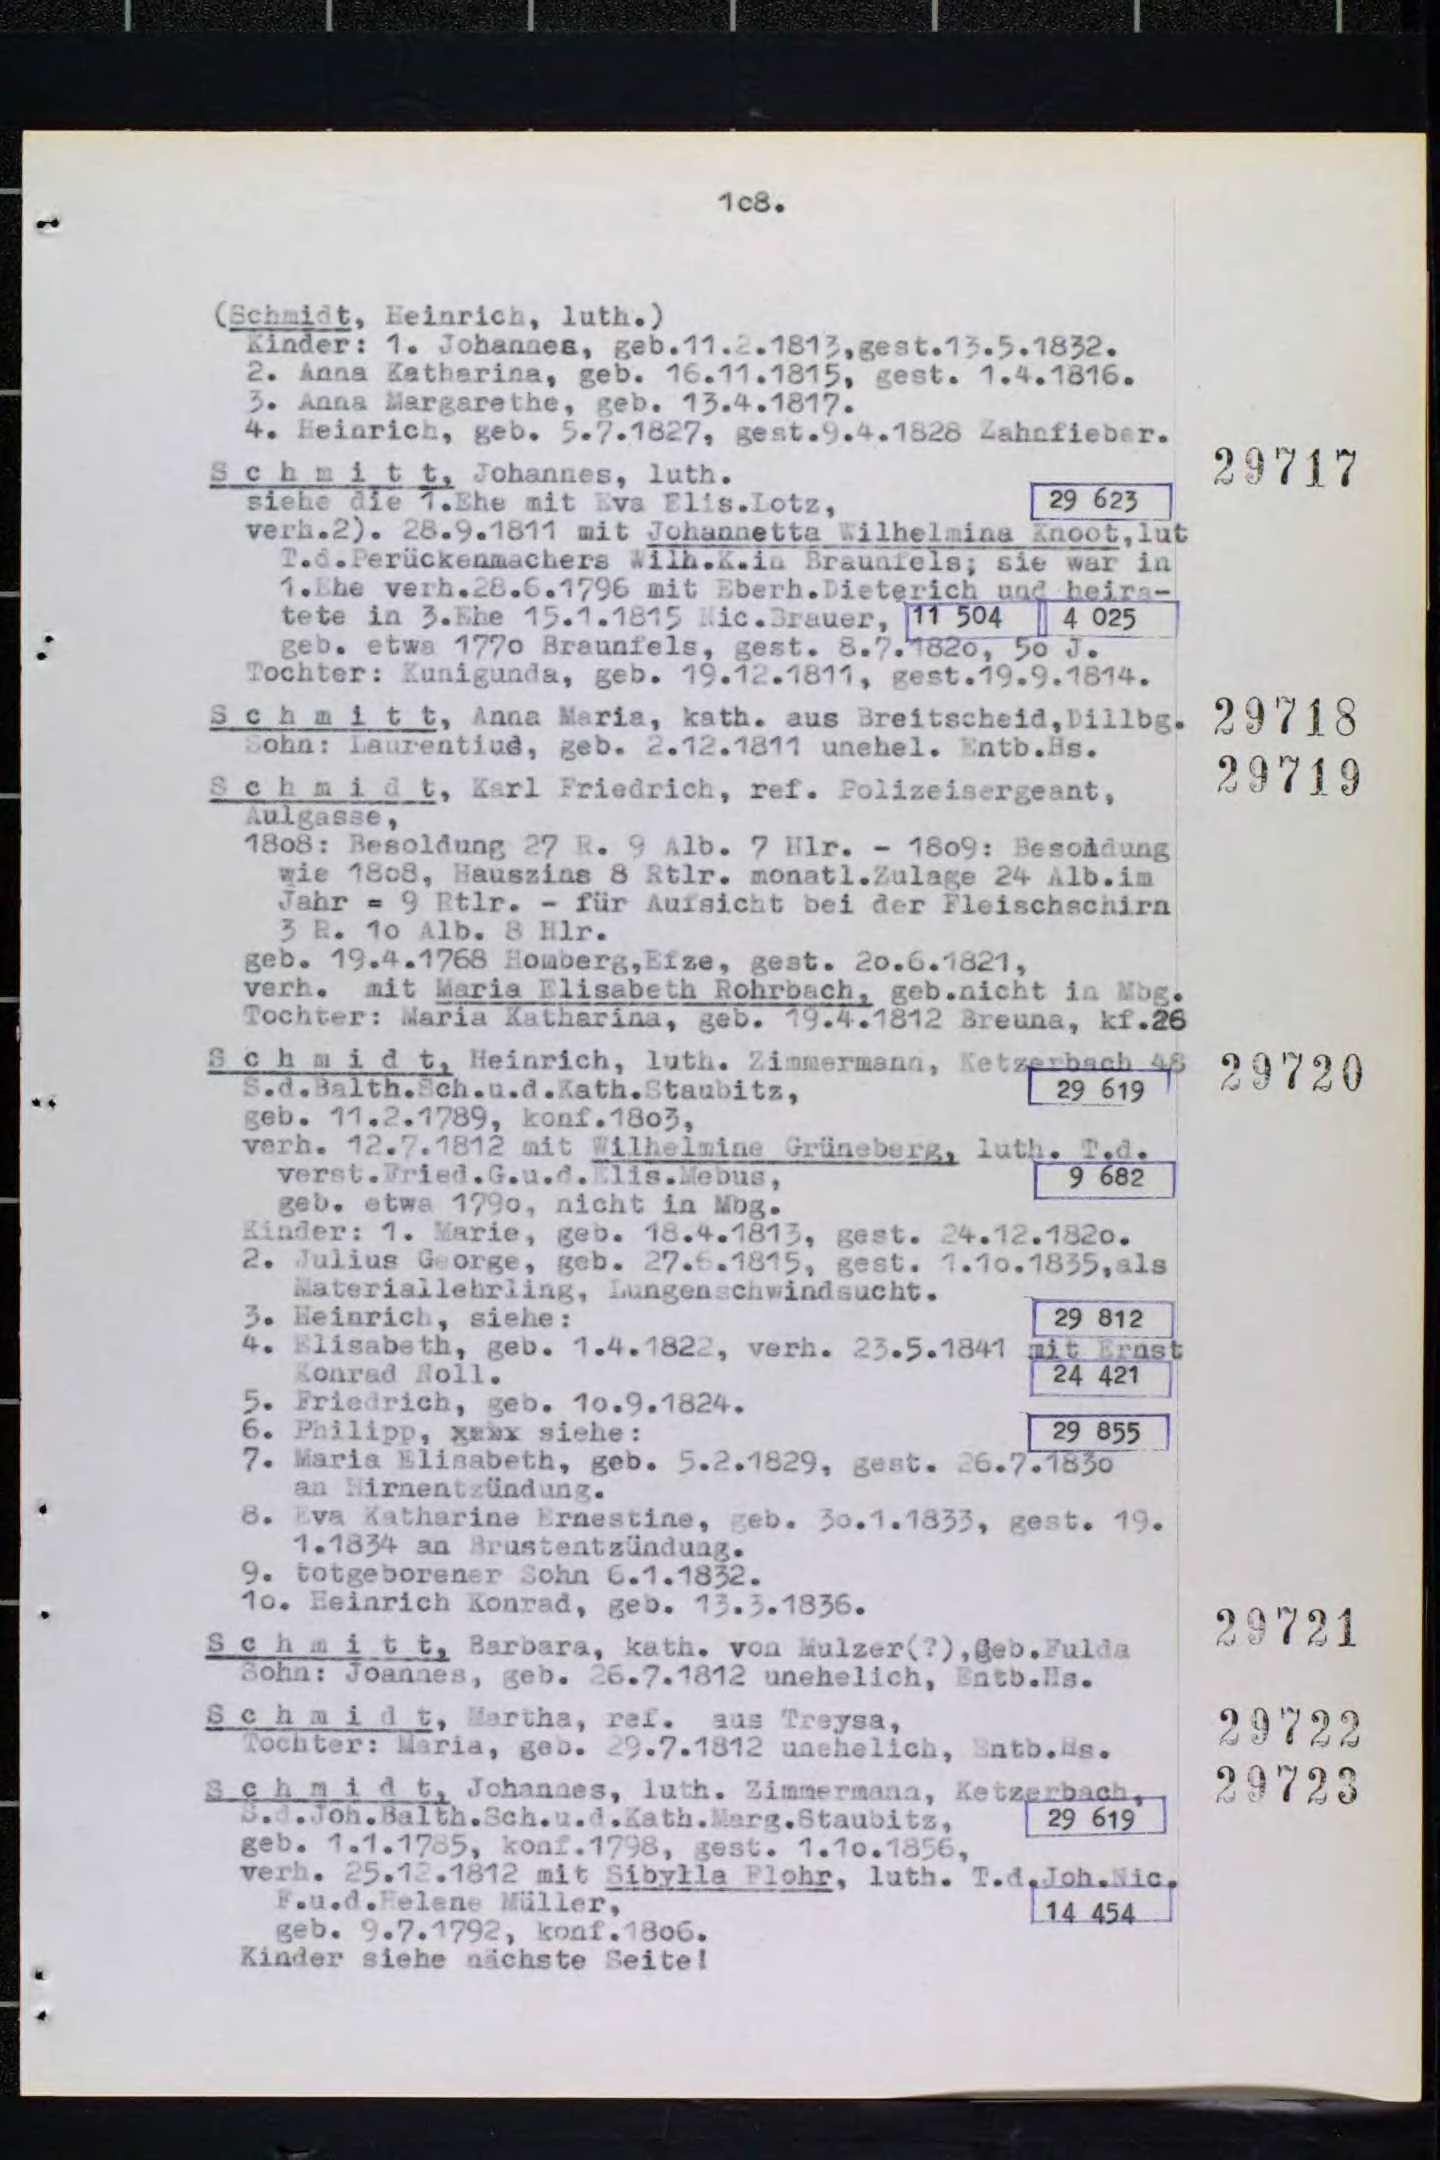 1o8.
(Schmidt, Heinrich, luth.)
Kinder: 1. Johannes, geb.11.2.1813,gest.13.5.1832.
2. Anna Katharina, geb. 16.11.1815, gest. 1.4.1816.
3. Anna Margarethe, geb. 13.4.1817.
4. Heinrich, geb. 5.7.1827, gest.9.4.1828 Zahnfieber.
S c h m i t t, Johannes, luth. 29717
siehe die 1.Ehe mit Eva Elis.Lotz, 29 623
verh.2). 28.9.1811 mit Johannetta Wilhelmina Knoot,lut
T.d.Perückenmachers Wilh.K.in Braunfels; sie war in
1.Ehe verh.28.6.1796 mit Eberh.Dieterich und heira-
tete in 3.Ehe 15.1.1815 Nic.Brauer, 11 504 4 025
geb. etwa 177o Braunfels, gest. 8.7.182o, 5o J.
Tochter: Kunigunda, geb. 19.12.1811, gest.19.9.1814.
S c h m i t t, Anna Maria, kath. aus Breitscheid,Dillbg. 29718
Sohn: Laurentius, geb. 2.12.1811 unehel. Entb.Hs.
S c h m i d t, Karl Friedrich, ref. Polizeisergeant, 29719
Aulgasse,
18o8: Besoldung 27 R. 9 Alb. 7 Hlr. - 18o9: Besoldung
wie 18o8, Hauszins 8 Rtlr. monatl.Zulage 24 Alb.im
Jahr = 9 Rtlr. - für Aufsicht bei der Fleischschirn
3 R. 1o Alb. 8 Hlr.
geb. 19.4.1768 Homberg,Efze, gest. 2o.6.1821,
verh. mit Maria Elisabeth Rohrbach, geb.nicht in Mbg.
Tochter: Maria Katharina, geb. 19.4.1812 Breuna, kf.26
S c h m i d t, Heinrich, luth. Zimmermann, Ketzerbach 48 29720
S.d.Balth.Sch.u.d.Kath.Staubitz, 29 619
geb. 11.2.1789, konf.18o3,
verh. 12.7.1812 mit Wilhelmine Grüneberg, luth. T.d.
verst.Fried.G.u.d.Elis.Mebus, 9 682
geb. etwa 179o, nicht in Mbg.
Kinder: 1. Marie, geb. 18.4.1813, gest. 24.12.182o.
2. Julius George, geb. 27.6.1815, gest. 1.1o.1835,als
Materiallehrling, Lungenschwindsucht.
3. Heinrich, siehe: 29 812
4. Elisabeth, geb. 1.4.1822, verh. 23.5.1841 mit Ernst
Konrad Noll. 24 421
5. Friedrich, geb. 1o.9.1824.
6. Philipp, siehe: 29 855
7. Maria Elisabeth, geb. 5.2.1829, gest. 26.7.183o
an Hirnentzündung.
8. Eva Katharine Ernestine, geb. 3o.1.1833, gest. 19.
1.1834 an Brustentzündung.
9. totgeborener Sohn 6.1.1832.
1o. Heinrich Konrad, geb. 13.3.1836.
S c h m i t t, Barbara, kath. von Mulzer(?),geb.Fulda 29721
Sohn: Joannes, geb. 26.7.1812 unehelich, Entb.Hs.
S c h m i d t, Martha, ref. aus Treysa, 29722
Tochter: Maria, geb. 29.7.1812 unehelich, Entb.Hs.
S c h m i d t, Johannes, luth. Zimmermann, Ketzerbach, 29723
S.d.Joh.Balth.Sch.u.d.Kath.Marg.Staubitz, 29 619
geb. 1.1.1785, konf.1798, gest. 1.1o.1856,
verh. 25.12.1812 mit Sibylla Flohr, luth. T.d.Joh.Nic.
F.u.d.Helene Müller, 14 454
geb. 9.7.1792, konf.18o6.
Kinder siehe nächste Seite!